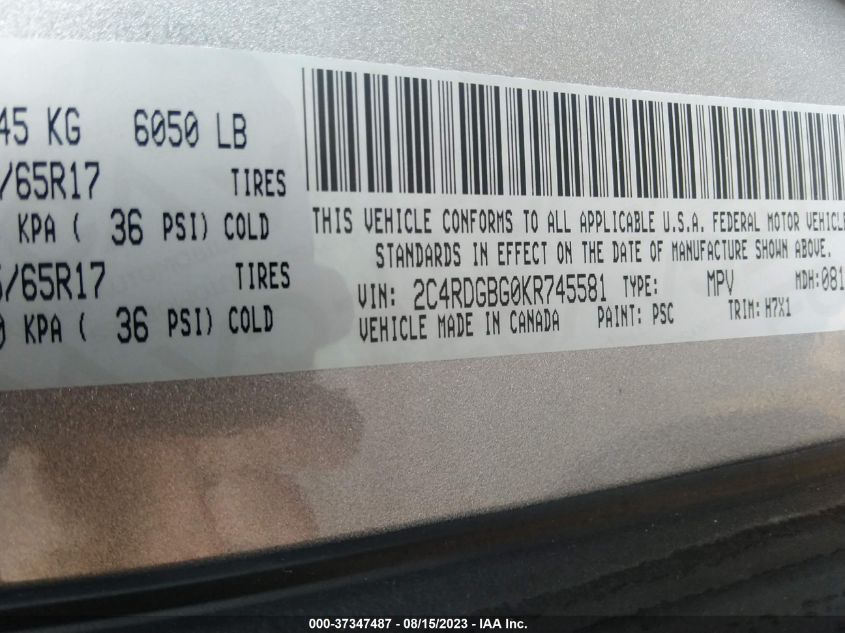 45 KG 6050 LB
/65R17 TIRES
KPA ( 36 PSI) COLD
/65R17 TIRES
0 KPA ( 36 PSI) COLD
THIS VEHICLE CONFORMS TO ALL APPLICABLE U.S.A. FEDERAL MOTOR VEHICLE
STANDARDS IN EFFECT ON THE DATE OF MANUFACTURE SHOWN ABOVE.
VIN: 2C4RDGBG0KR745581 TYPE: MPV MDH:081
VEHICLE MADE IN CANADA PAINT: PSC TRIM: H7X1
000-37347487 - 08/15/2023 - IAA Inc.